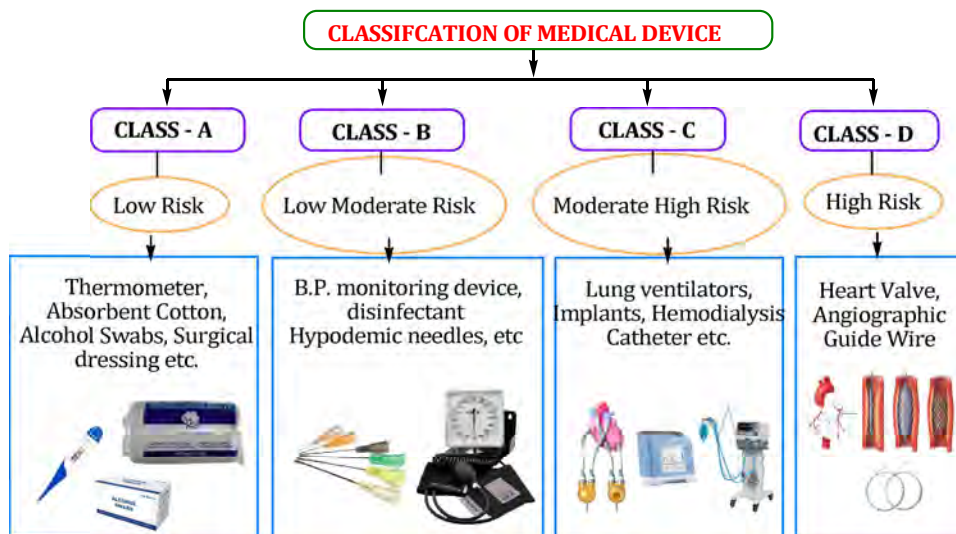 CLASSIFCATION OF MEDICAL DEVICE
CLASS - A
CLASS - B
CLASS - C
CLASS - D
Low Risk
Low Moderate Risk
Moderate High Risk
High Risk
Thermometer,
Absorbent Cotton,
Alcohol Swabs, Surgical
dressing etc.
B.P. monitoring device,
disinfectant
Hypodemic needles, etc
Lung ventilators,
Implants, Hemodialysis
Catheter etc.
Heart Valve,
Angiographic
Guide Wire
ALCOHOL
SWABS